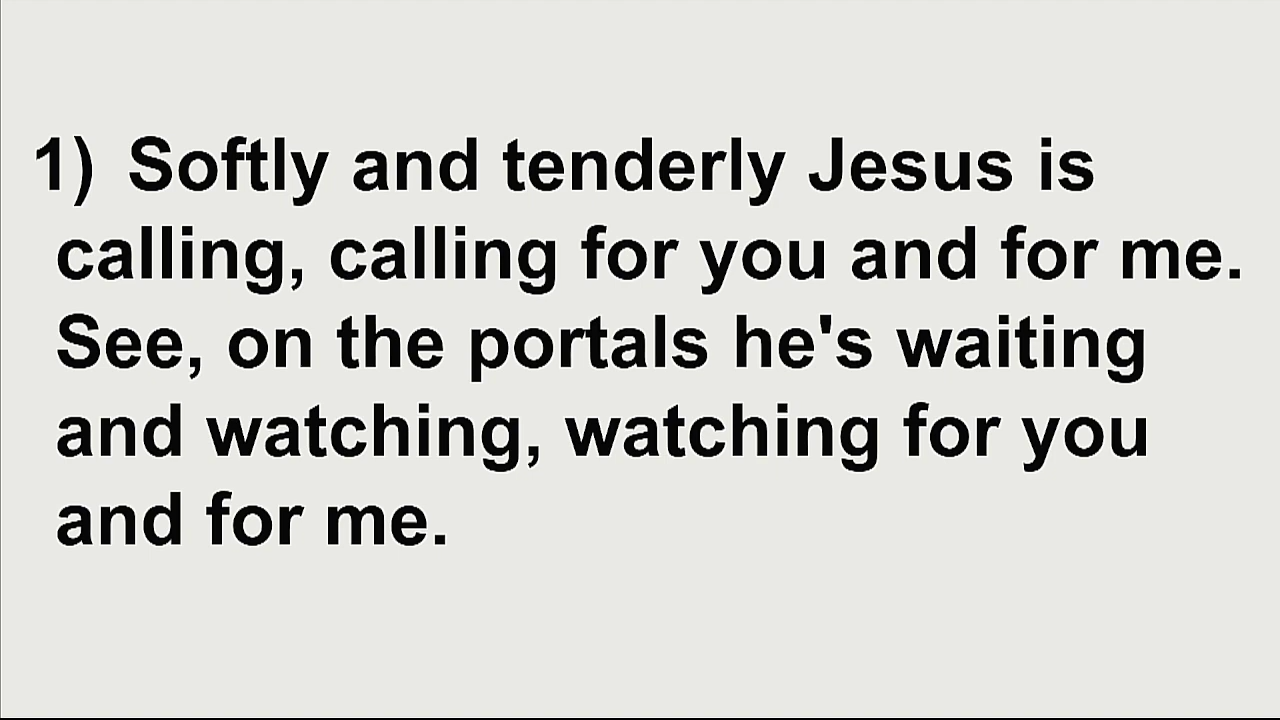 1) Softly and tenderly Jesus is
calling, calling for you and for me.
See, on the portals he's waiting
and watching, watching for you
and for me.